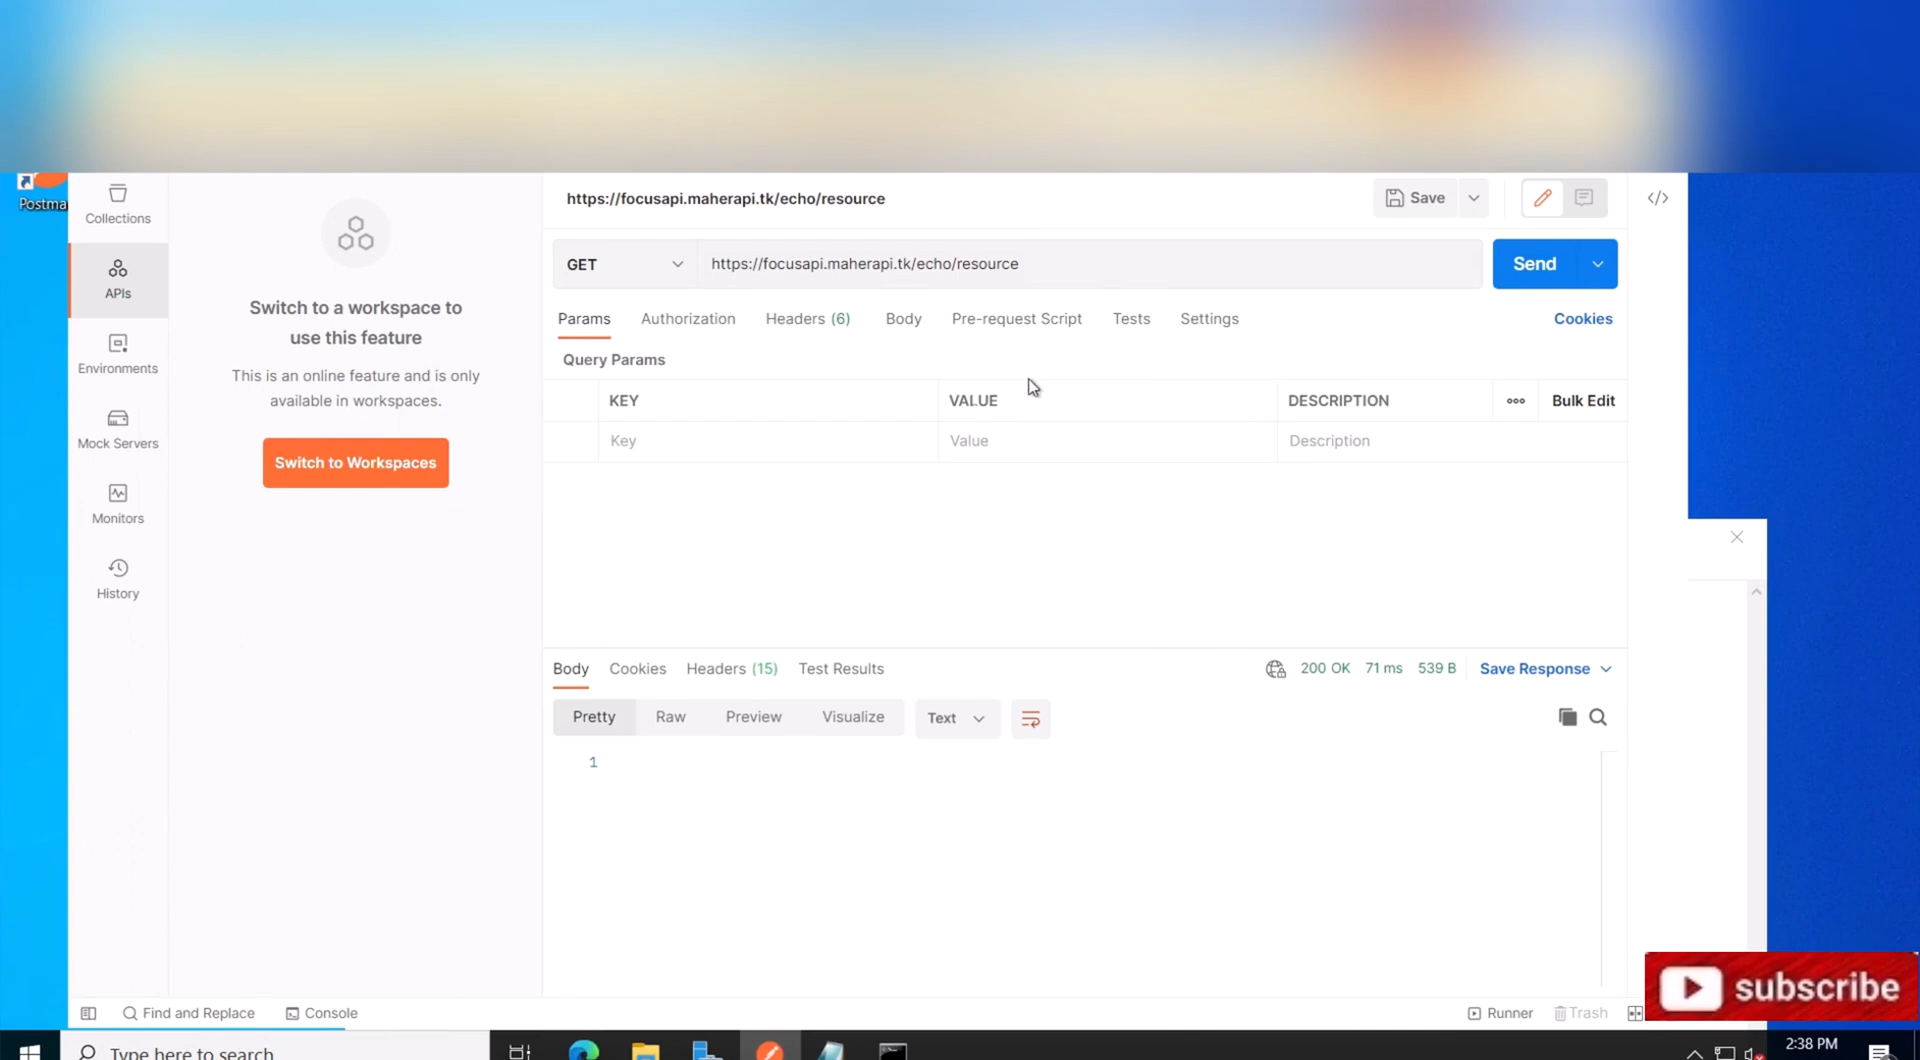 Postma
Collections
APIs
Environments
Mock Servers
Monitors
History
Switch to a workspace to
use this feature
This is an online feature and is only
available in workspaces.
Switch to Workspaces
https://focusapi.maherapi.tk/echo/resource
Save
</>
GET
https://focusapi.maherapi.tk/echo/resource
Send
Params Authorization Headers (6) Body Pre-request Script Tests Settings Cookies
Query Params
KEY VALUE DESCRIPTION ooo Bulk Edit
Key Value Description
Body Cookies Headers (15) Test Results 200 OK 71 ms 539 B Save Response
Pretty Raw Preview Visualize Text
1
Find and Replace Console Runner Trash
subscribe
Type here to search
2:38 PM